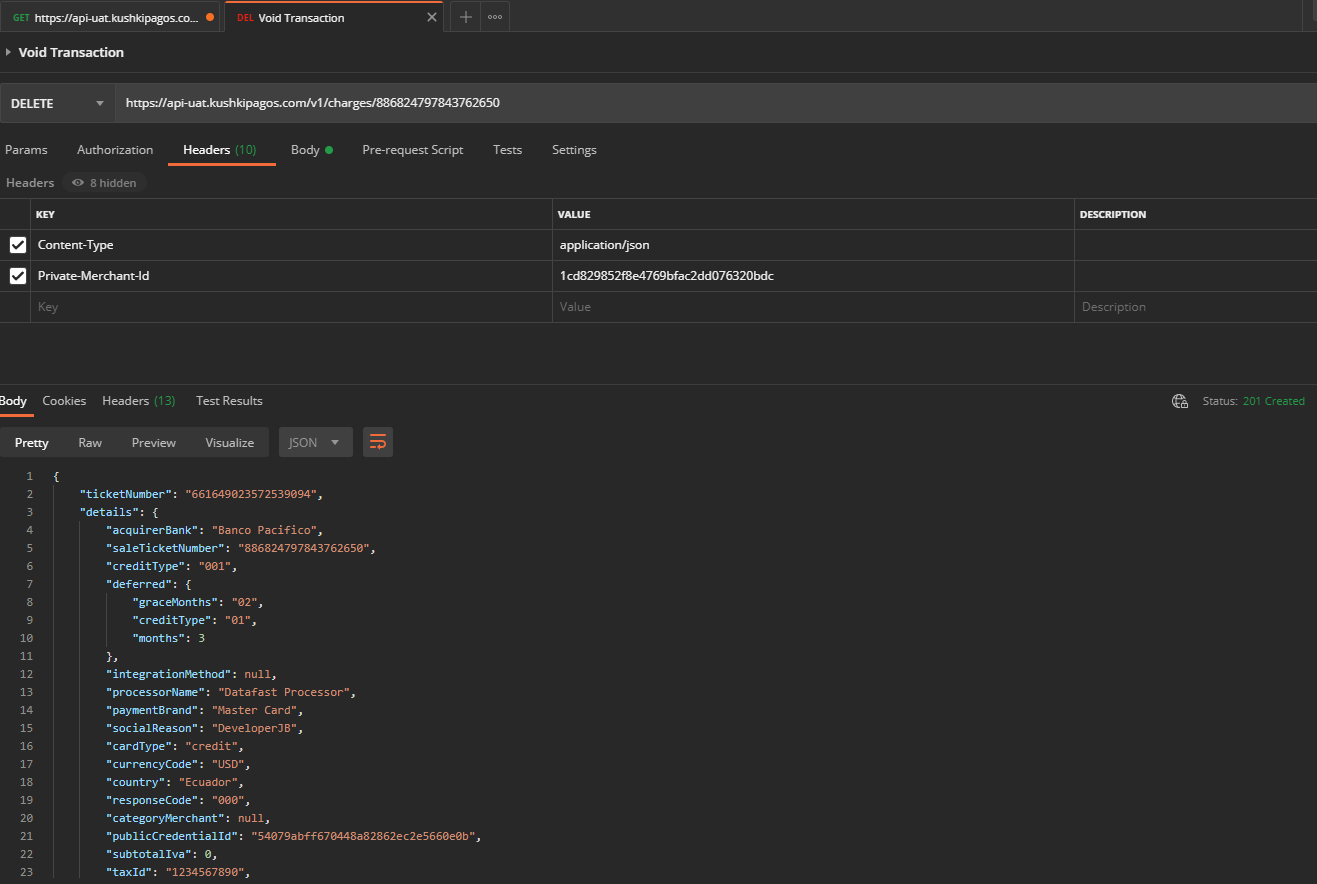 GET https://api-uat.kushkipagos.co... DEL Void Transaction
Void Transaction
DELETE https://api-uat.kushkipagos.com/v1/charges/886824797843762650
Params Authorization Headers (10) Body Pre-request Script Tests Settings
Headers 8 hidden
KEY VALUE DESCRIPTION
Content-Type application/json
Private-Merchant-Id 1cd829852f8e4769bfac2dd076320bdc
Key Value Description
Body Cookies Headers (13) Test Results Status: 201 Created
Pretty Raw Preview Visualize JSON
1 {
2 "ticketNumber": "661649023572539094",
3 "details": {
4 "acquirerBank": "Banco Pacifico",
5 "saleTicketNumber": "886824797843762650",
6 "creditType": "001",
7 "deferred": {
8 "graceMonths": "02",
9 "creditType": "01",
10 "months": 3
11 },
12 "integrationMethod": null,
13 "processorName": "Datafast Processor",
14 "paymentBrand": "Master Card",
15 "socialReason": "DeveloperJB",
16 "cardType": "credit",
17 "currencyCode": "USD",
18 "country": "Ecuador",
19 "responseCode": "000",
20 "categoryMerchant": null,
21 "publicCredentialId": "54079abff670448a82862ec2e5660e0b",
22 "subtotalIva": 0,
23 "taxId": "1234567890",